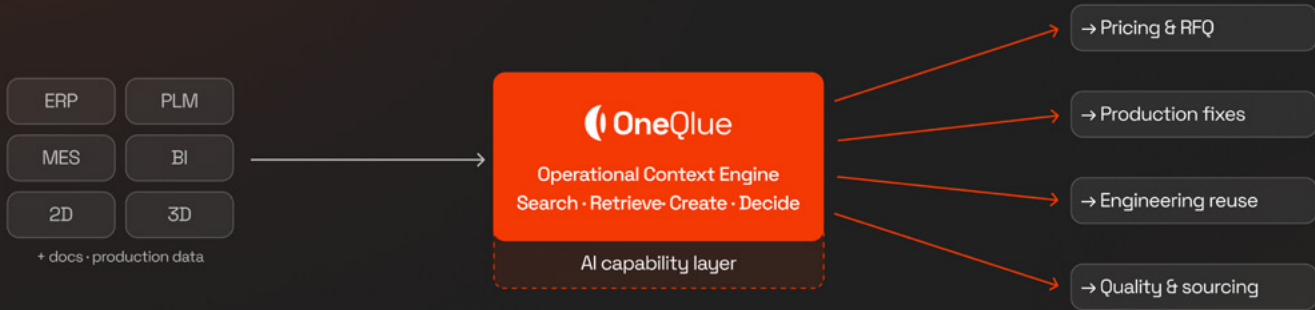 ERP
PLM
MES
BI
2D
3D
+ docs · production data
OneQlue
Operational Context Engine
Search · Retrieve · Create · Decide
AI capability layer
→ Pricing & RFQ
→ Production fixes
→ Engineering reuse
→ Quality & sourcing